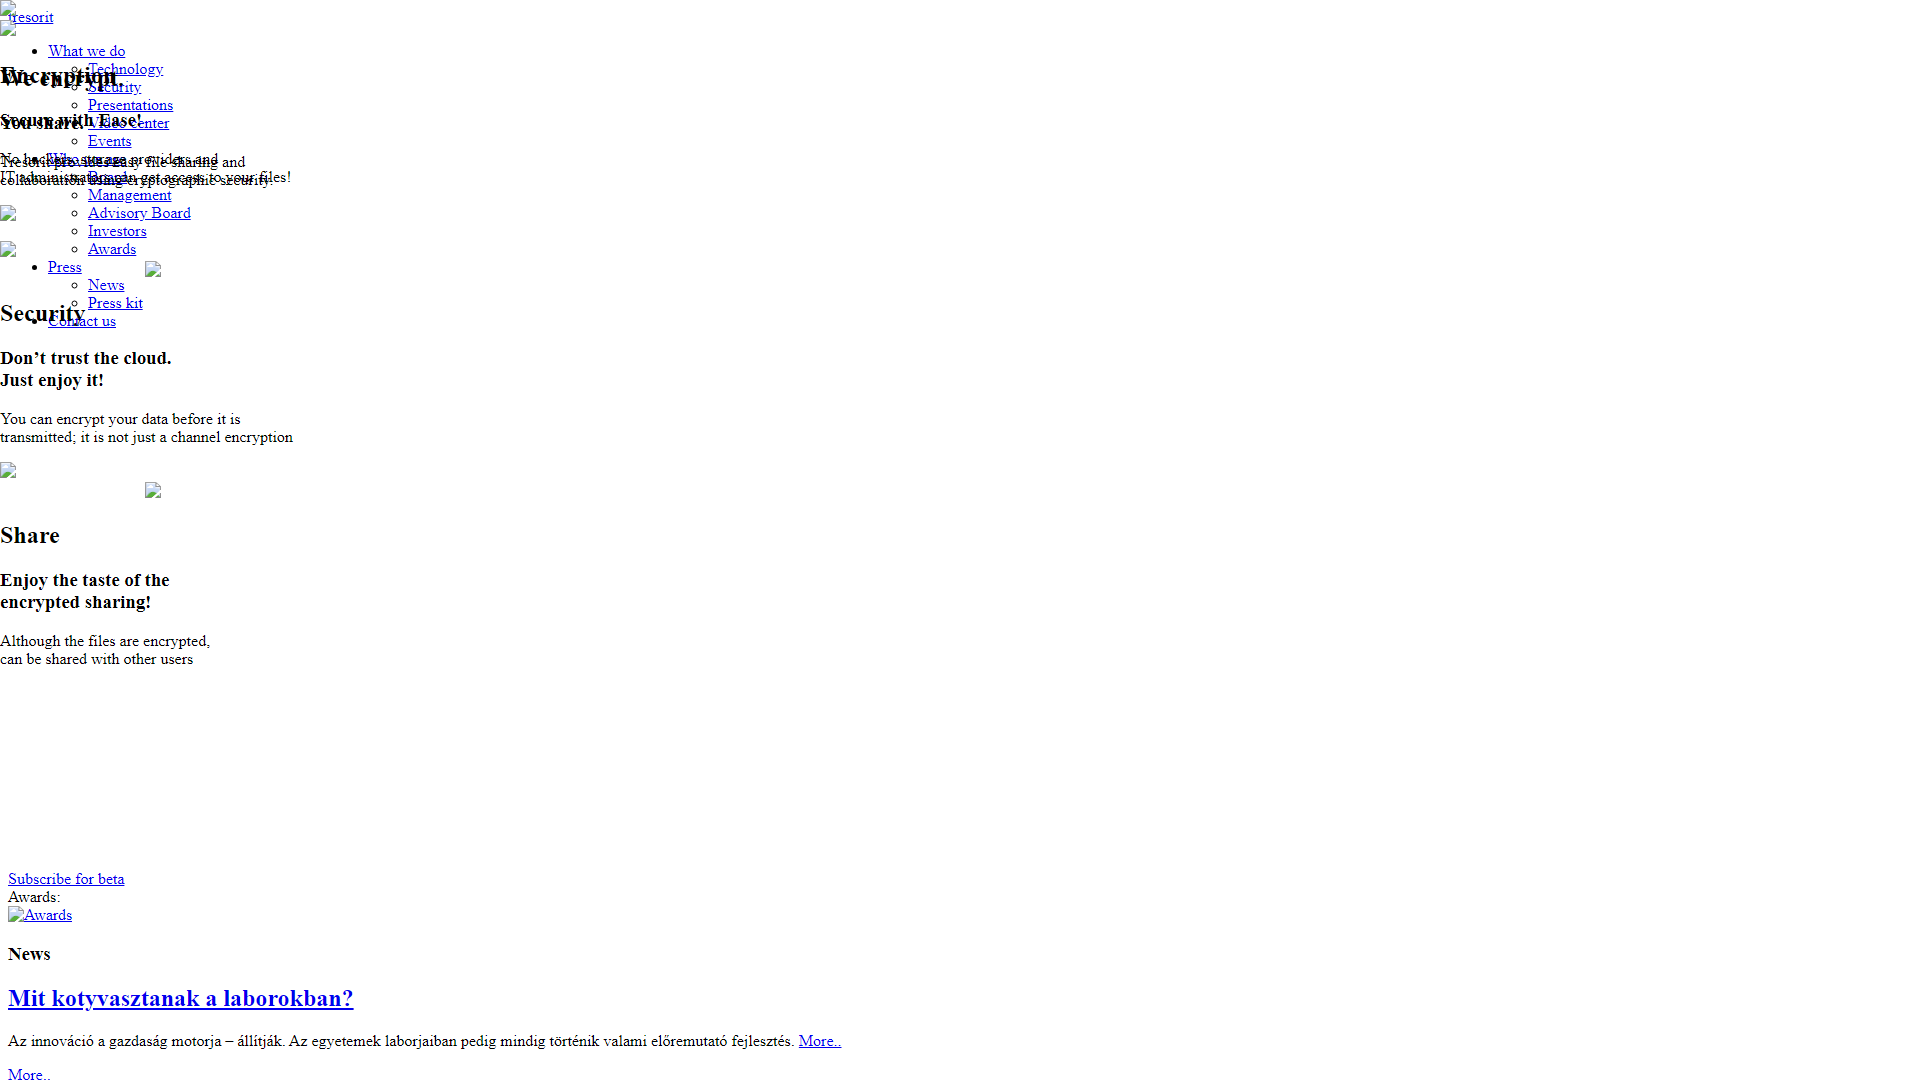 tresorit
What we do
Technology
Security
Presentations
Video center
Events
Who we are
Board
Management
Advisory Board
Investors
Awards
Press
News
Press kit
Contact us
We encrypt.
You share.
Tresorit provides easy file sharing and
collaboration using cryptographic security.
Encryption
Secure with Ease!
No hackers, storage providers and
IT administrators can get access to your files!
Security
Don’t trust the cloud.
Just enjoy it!
You can encrypt your data before it is
transmitted; it is not just a channel encryption
Share
Enjoy the taste of the
encrypted sharing!
Although the files are encrypted,
can be shared with other users
Subscribe for beta
Awards:
Awards
News
Mit kotyvasztanak a laborokban?
Az innováció a gazdaság motorja – állítják. Az egyetemek laborjaiban pedig mindig történik valami előremutató fejlesztés. More..
More..